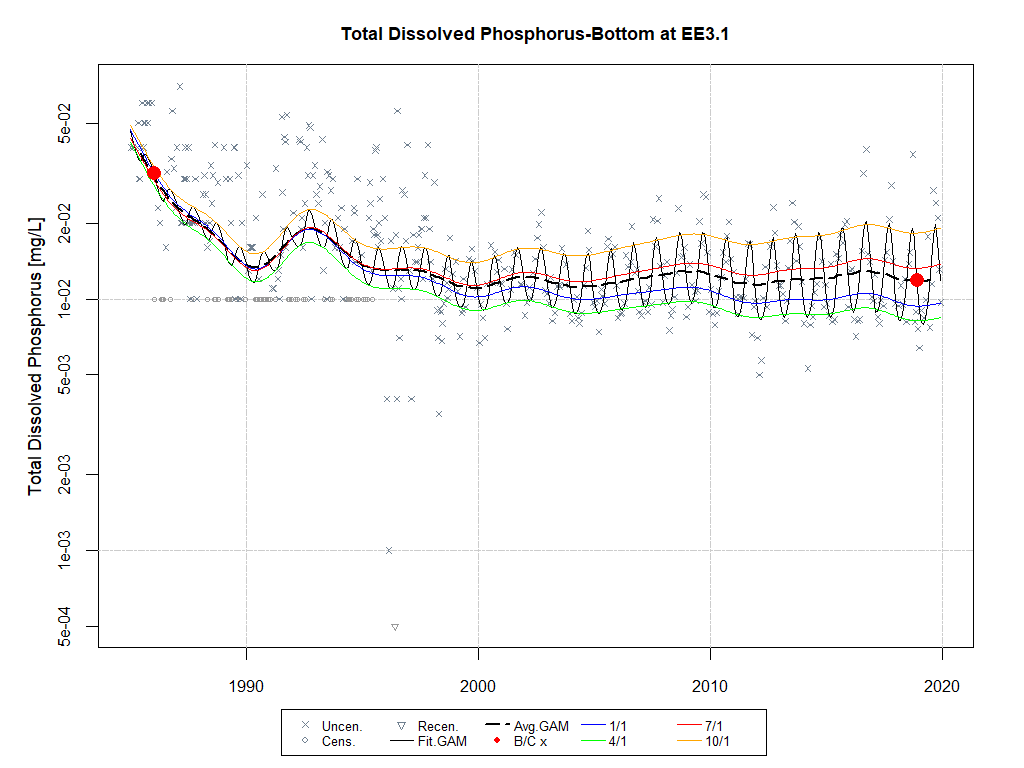 Total Dissolved Phosphorus-Bottom at EE3.1
Total Dissolved Phosphorus [mg/L]
5e-02
2e-02
1e-02
5e-03
2e-03
1e-03
5e-04
1990 2000 2010 2020
Uncen. Recen. Avg.GAM 1/1 7/1
Cens. Fit.GAM B/C x 4/1 10/1